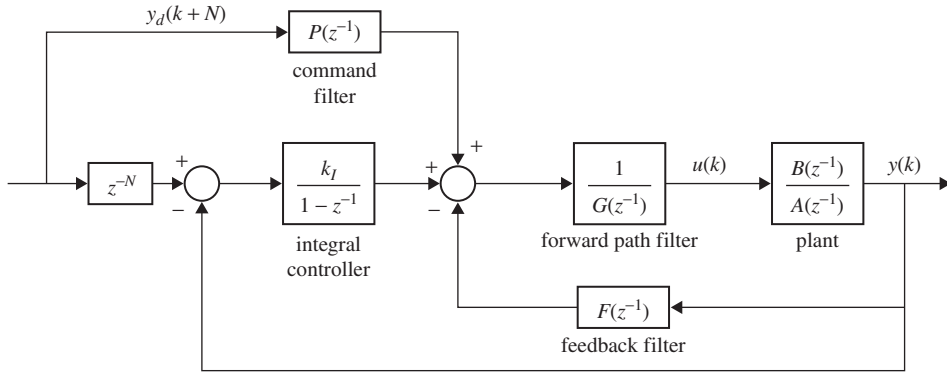 y_d(k + N)
P(z⁻¹)
command
filter
+
+
+
z⁻ᴺ
−
k_I
1 − z⁻¹
−
1
G(z⁻¹)
u(k)
B(z⁻¹)
A(z⁻¹)
y(k)
integral
controller
forward path filter
plant
F(z⁻¹)
feedback filter